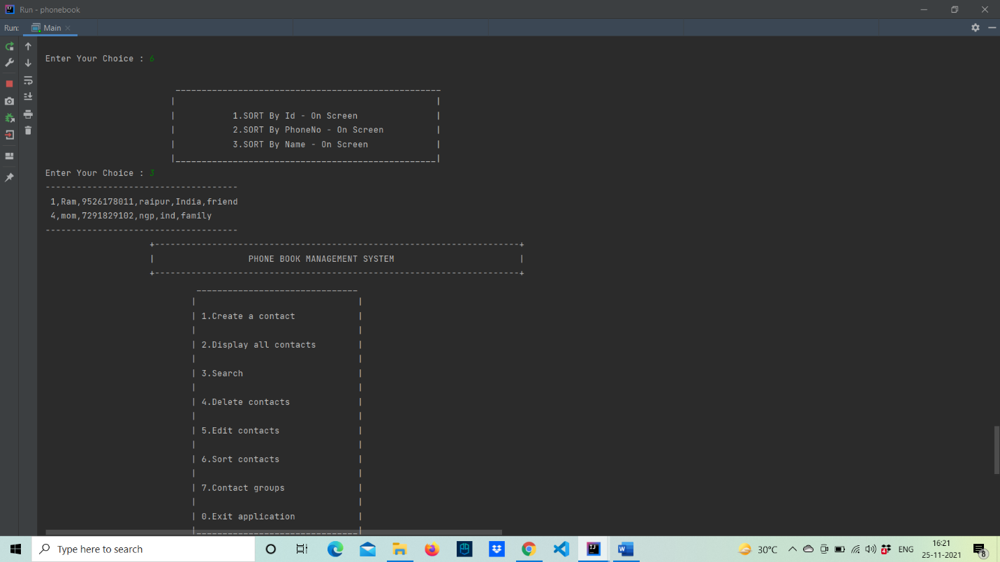 Run - phonebook
Run: Main
Enter Your Choice : 6
1.SORT By Id - On Screen
2.SORT By PhoneNo - On Screen
3.SORT By Name - On Screen
Enter Your Choice : 3
-------------------------------------
1,Ram,9526178011,raipur,India,friend
4,mom,7291829102,ngp,ind,family
-------------------------------------
+----------------------------------------------------------------------+
| PHONE BOOK MANAGEMENT SYSTEM |
+----------------------------------------------------------------------+
| 1.Create a contact |
| 2.Display all contacts |
| 3.Search |
| 4.Delete contacts |
| 5.Edit contacts |
| 6.Sort contacts |
| 7.Contact groups |
| 0.Exit application |
Type here to search
30°C
ENG
16:21
25-11-2021
8